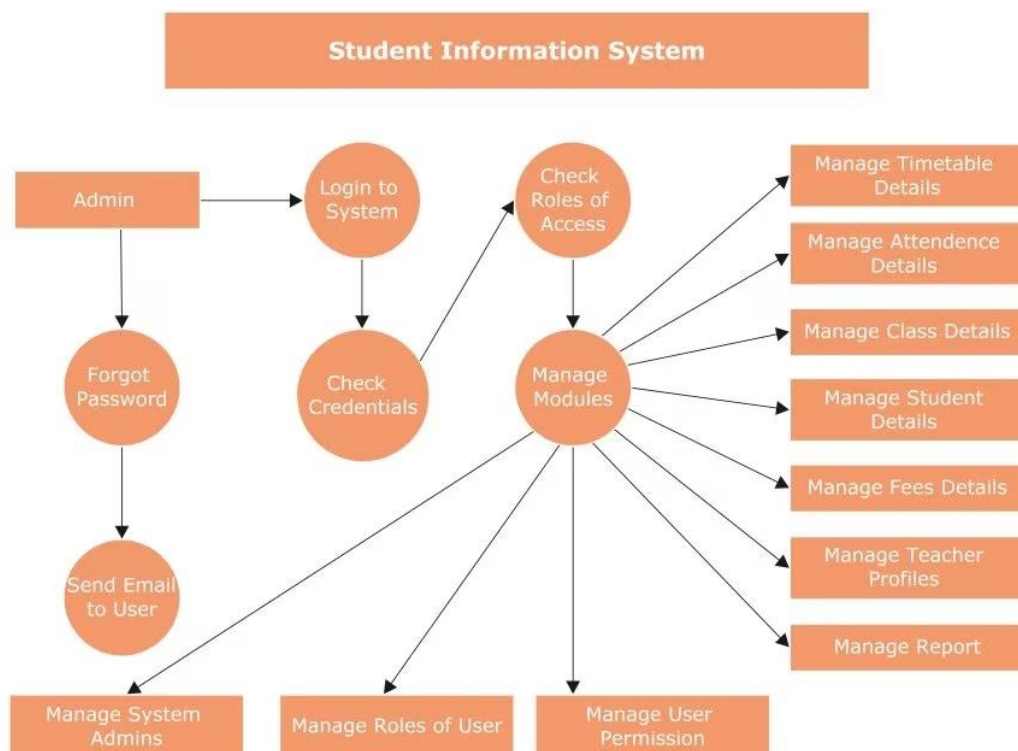 Student Information System
Admin
Login to
System
Check
Roles of
Access
Manage Timetable
Details
Manage Attendence
Details
Manage Class Details
Forgot
Password
Check
Credentials
Manage
Modules
Manage Student
Details
Manage Fees Details
Manage Teacher
Profiles
Send Email
to User
Manage Report
Manage System
Admins
Manage Roles of User
Manage User
Permission